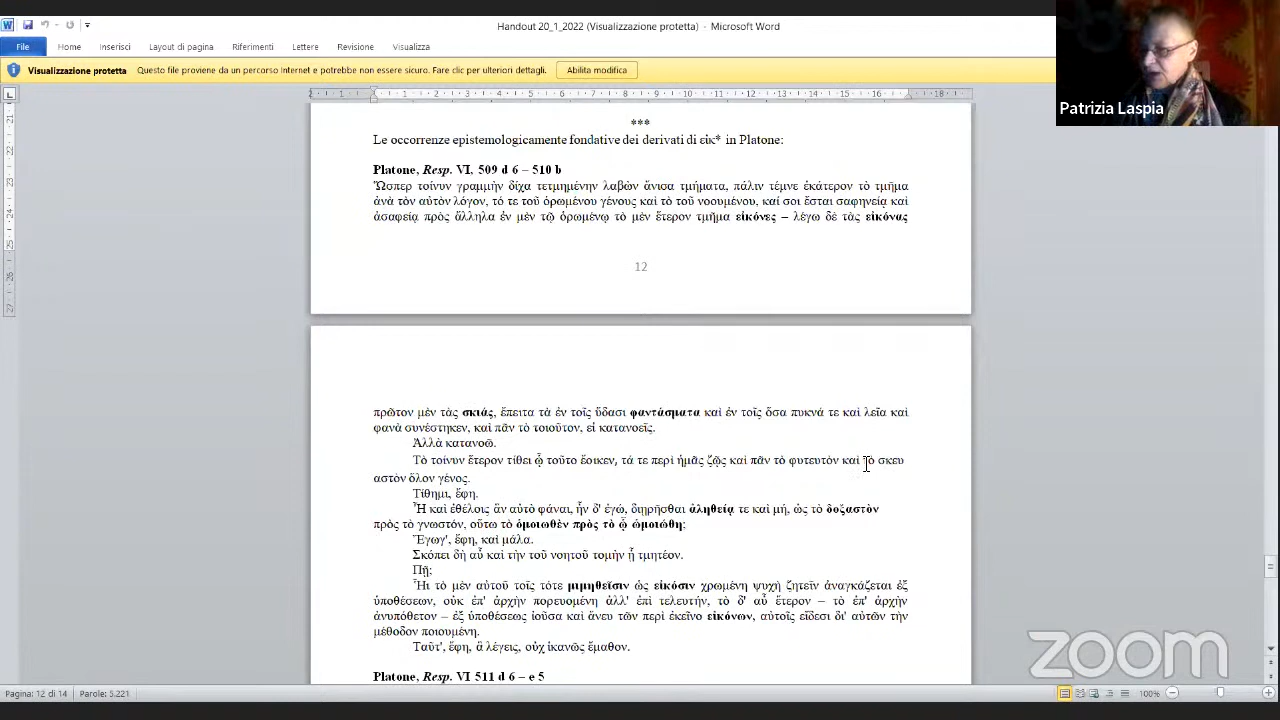 Handout 20_1_2022 (Visualizzazione protetta) - Microsoft Word
File Home Inserisci Layout di pagina Riferimenti Lettere Revisione Visualizza
Visualizzazione protetta Questo file proviene da un percorso Internet e potrebbe non essere sicuro. Fare clic per ulteriori dettagli. Abilita modifica
Patrizia Laspia
***
Le occorrenze epistemologicamente fondative dei derivati di εἰκ* in Platone:
Platone, Resp. VI, 509 d 6 – 510 b
Ὥσπερ τοίνυν γραμμὴν δίχα τετμημένην λαβὼν ἄνισα τμήματα, πάλιν τέμνε ἑκάτερον τὸ τμῆμα
ἀνὰ τὸν αὐτὸν λόγον, τό τε τοῦ ὁρωμένου γένους καὶ τὸ τοῦ νοουμένου, καί σοι ἔσται σαφηνείᾳ καὶ
ἀσαφείᾳ πρὸς ἄλληλα ἐν μὲν τῷ ὁρωμένῳ τὸ μὲν ἕτερον τμῆμα εἰκόνες – λέγω δὲ τὰς εἰκόνας
12
πρῶτον μὲν τὰς σκιάς, ἔπειτα τὰ ἐν τοῖς ὕδασι φαντάσματα καὶ ἐν τοῖς ὅσα πυκνά τε καὶ λεῖα καὶ
φανὰ συνέστηκεν, καὶ πᾶν τὸ τοιοῦτον, εἰ κατανοεῖς.
Ἀλλὰ κατανοῶ.
Τὸ τοίνυν ἕτερον τίθει ᾧ τοῦτο ἔοικεν, τά τε περὶ ἡμᾶς ζῷα καὶ πᾶν τὸ φυτευτὸν καὶ τὸ σκευ
αστὸν ὅλον γένος.
Τίθημι, ἔφη.
Ἦ καὶ ἐθέλοις ἂν αὐτὸ φάναι, ἦν δ' ἐγώ, διῃρῆσθαι ἀληθείᾳ τε καὶ μή, ὡς τὸ δοξαστὸν
πρὸς τὸ γνωστόν, οὕτω τὸ ὁμοιωθὲν πρὸς τὸ ᾧ ὡμοιώθη;
Ἔγωγ', ἔφη, καὶ μάλα.
Σκόπει δὴ αὖ καὶ τὴν τοῦ νοητοῦ τομὴν ᾗ τμητέον.
Πῇ;
Ἧι τὸ μὲν αὐτοῦ τοῖς τότε μιμηθεῖσιν ὡς εἰκόσιν χρωμένη ψυχὴ ζητεῖν ἀναγκάζεται ἐξ
ὑποθέσεων, οὐκ ἐπ' ἀρχὴν πορευομένη ἀλλ' ἐπὶ τελευτήν, τὸ δ' αὖ ἕτερον – τὸ ἐπ' ἀρχὴν
ἀνυπόθετον – ἐξ ὑποθέσεως ἰοῦσα καὶ ἄνευ τῶν περὶ ἐκεῖνο εἰκόνων, αὐτοῖς εἴδεσι δι' αὐτῶν τὴν
μέθοδον ποιουμένη.
Ταῦτ', ἔφη, ἃ λέγεις, οὐχ ἱκανῶς ἔμαθον.
Platone, Resp. VI 511 d 6 – e 5
zoom
Pagina: 12 di 14 Parole: 5.221 100%